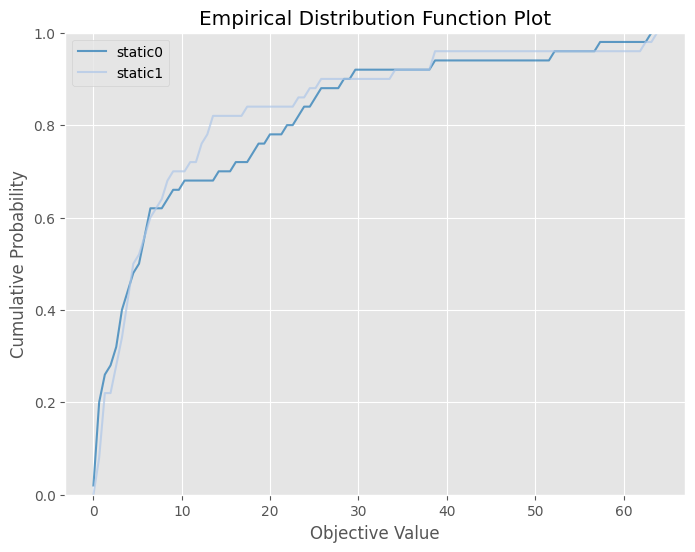 Empirical Distribution Function Plot
static0
static1
Cumulative Probability
1.0
0.8
0.6
0.4
0.2
0.0
0 10 20 30 40 50 60
Objective Value